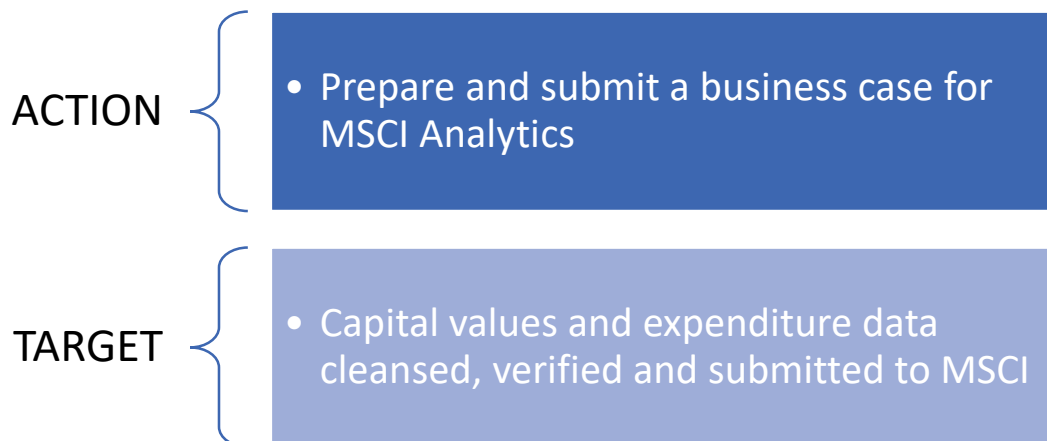 ACTION
• Prepare and submit a business case for
MSCI Analytics
TARGET
• Capital values and expenditure data
cleansed, verified and submitted to MSCI